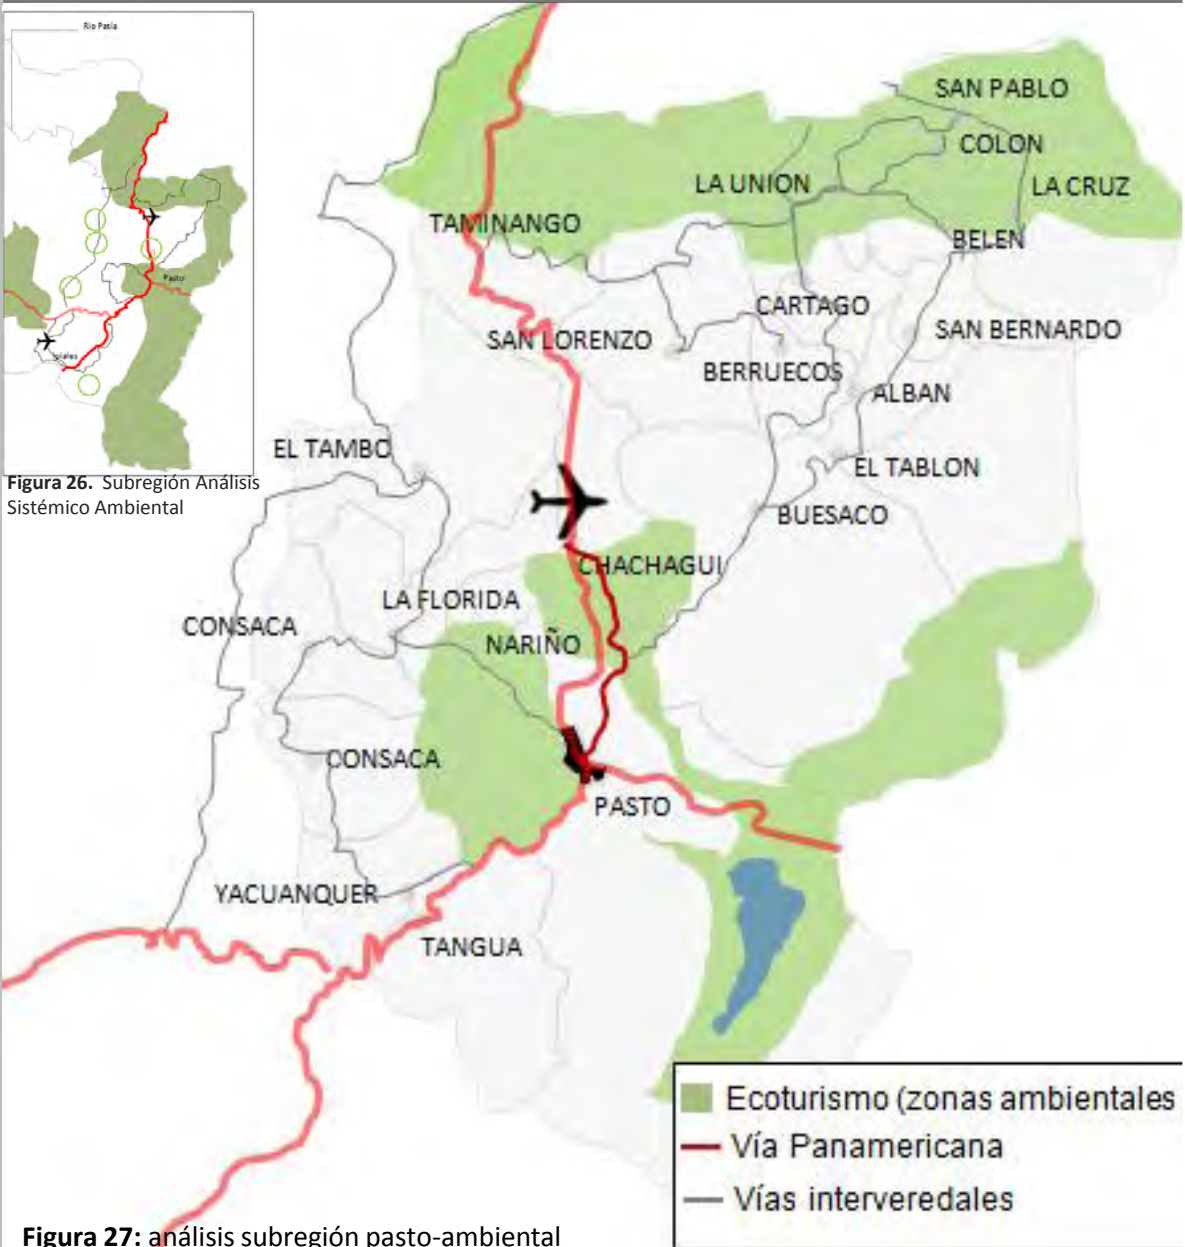 Rio Patia
Pasto
Ipiales
Figura 26. Subregión Análisis
Sistémico Ambiental
SAN PABLO
COLON
LA UNION
LA CRUZ
TAMINANGO
BELEN
CARTAGO
SAN LORENZO
SAN BERNARDO
BERRUECOS
ALBAN
EL TAMBO
EL TABLON
BUESACO
CHACHAGUI
LA FLORIDA
CONSACA
NARIÑO
CONSACA
PASTO
YACUANQUER
TANGUA
Ecoturismo (zonas ambientales
Vía Panamericana
Vías interveredales
Figura 27: análisis subregión pasto-ambiental